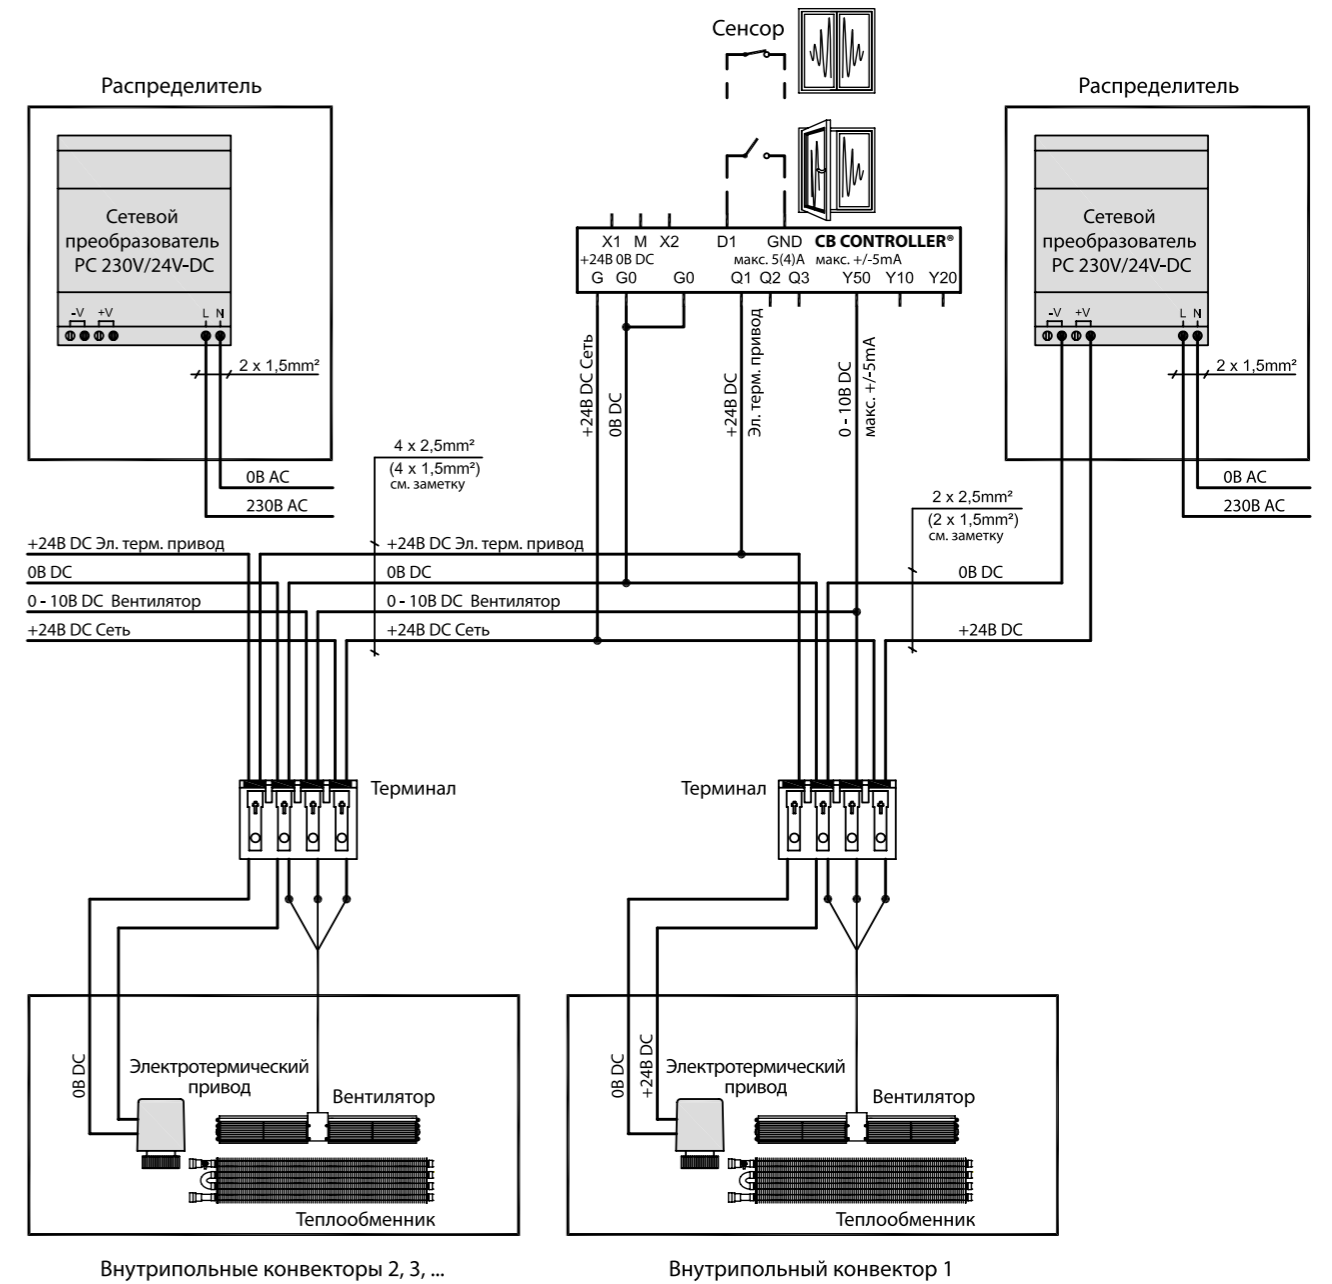 Сенсор
Распределитель
Распределитель
Сетевой
преобразователь
PC 230V/24V-DC
-V +V L N
2 x 1,5mm²
0В AC
230В AC
X1 M X2 D1 GND CB CONTROLLER®
+24В 0В DC макс. 5(4)A макс. +/-5mA
G G0 G0 Q1 Q2 Q3 Y50 Y10 Y20
+24В DC Сеть
0В DC
+24В DC
Эл. терм. привод
0 - 10В DC
макс. +/-5mA
Сетевой
преобразователь
PC 230V/24V-DC
-V +V L N
2 x 1,5mm²
0В AC
230В AC
4 x 2,5mm²
(4 x 1,5mm²)
см. заметку
2 x 2,5mm²
(2 x 1,5mm²)
см. заметку
+24В DC Эл. терм. привод
+24В DC Эл. терм. привод
0В DC
0В DC
0В DC
0 - 10В DC Вентилятор
0 - 10В DC Вентилятор
+24В DC Сеть
+24В DC Сеть
+24В DC
Терминал
Терминал
0В DC
Электротермический
привод
Вентилятор
Теплообменник
0В DC
+24В DC
Электротермический
привод
Вентилятор
Теплообменник
Внутрипольные конвекторы 2, 3, ...
Внутрипольный конвектор 1